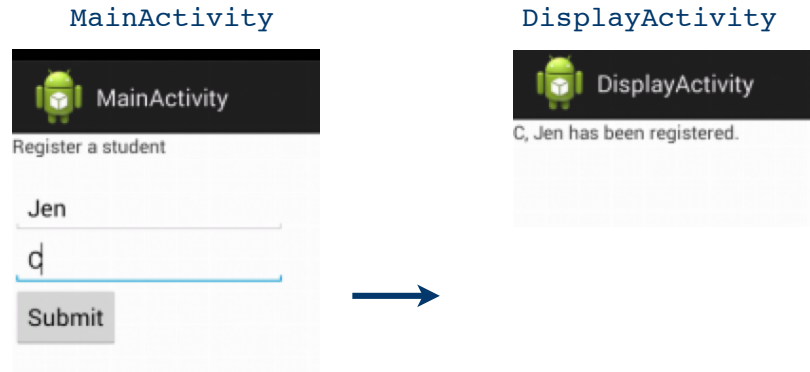 MainActivity
MainActivity
Register a student
Jen
C
Submit
DisplayActivity
DisplayActivity
C, Jen has been registered.